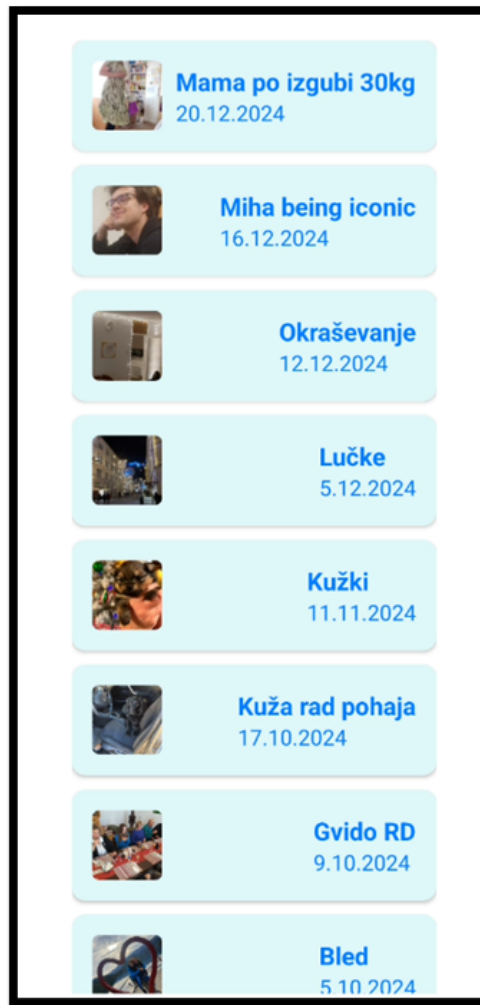 Mama po izgubi 30kg
20.12.2024
Miha being iconic
16.12.2024
Okraševanje
12.12.2024
Lučke
5.12.2024
Kužki
11.11.2024
Kuža rad pohaja
17.10.2024
Gvido RD
9.10.2024
Bled
5.10.2024